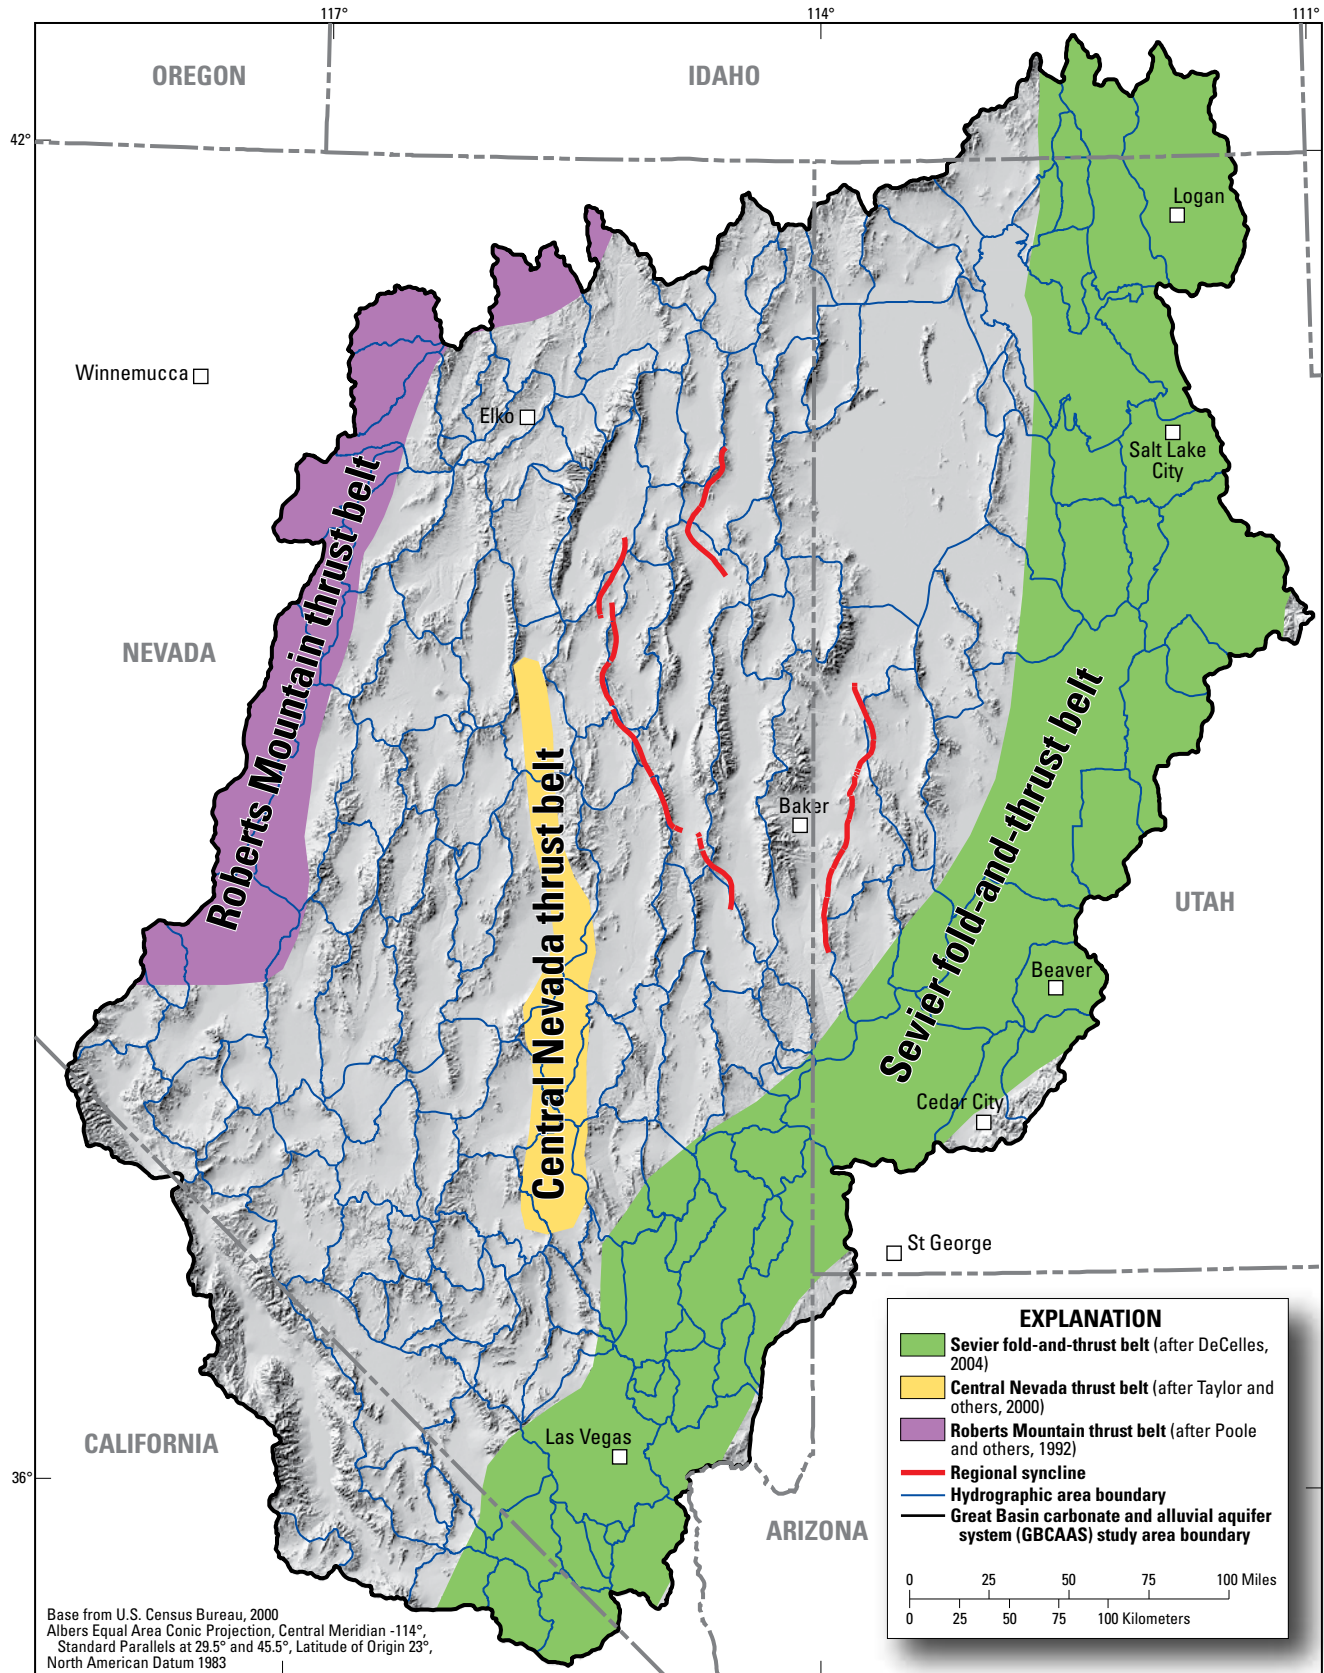 117°
114°
111°
OREGON
IDAHO
42°
Logan
Winnemucca
Elko
Salt Lake
City
Roberts Mountain thrust belt
NEVADA
Central Nevada thrust belt
Sevier fold-and-thrust belt
Baker
UTAH
Beaver
Cedar City
St George
CALIFORNIA
Las Vegas
36°
ARIZONA
EXPLANATION
Sevier fold-and-thrust belt (after DeCelles,
2004)
Central Nevada thrust belt (after Taylor and
others, 2000)
Roberts Mountain thrust belt (after Poole
and others, 1992)
Regional syncline
Hydrographic area boundary
Great Basin carbonate and alluvial aquifer
system (GBCAAS) study area boundary
0 25 50 75 100 Miles
0 25 50 75 100 Kilometers
Base from U.S. Census Bureau, 2000
Albers Equal Area Conic Projection, Central Meridian -114°,
Standard Parallels at 29.5° and 45.5°, Latitude of Origin 23°,
North American Datum 1983